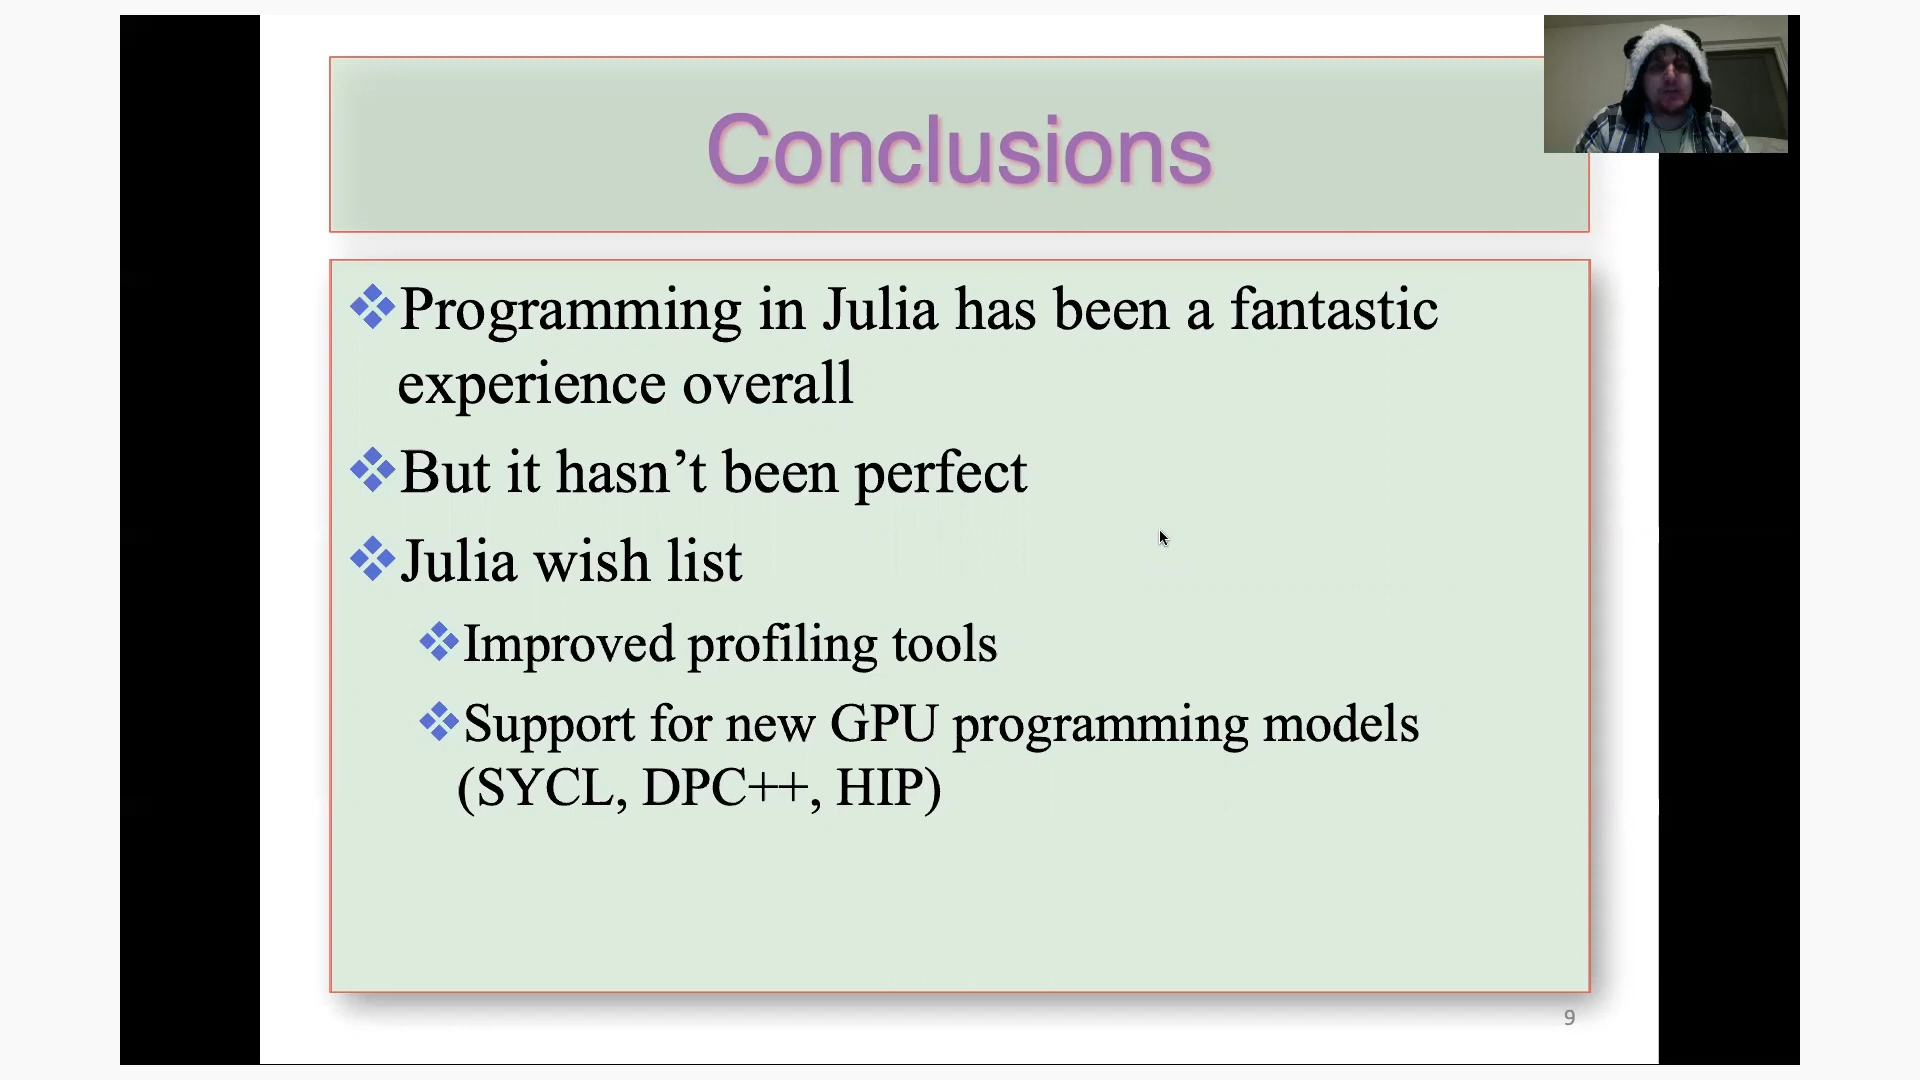 Conclusions
Programming in Julia has been a fantastic
experience overall
But it hasn’t been perfect
Julia wish list
Improved profiling tools
Support for new GPU programming models
(SYCL, DPC++, HIP)
9